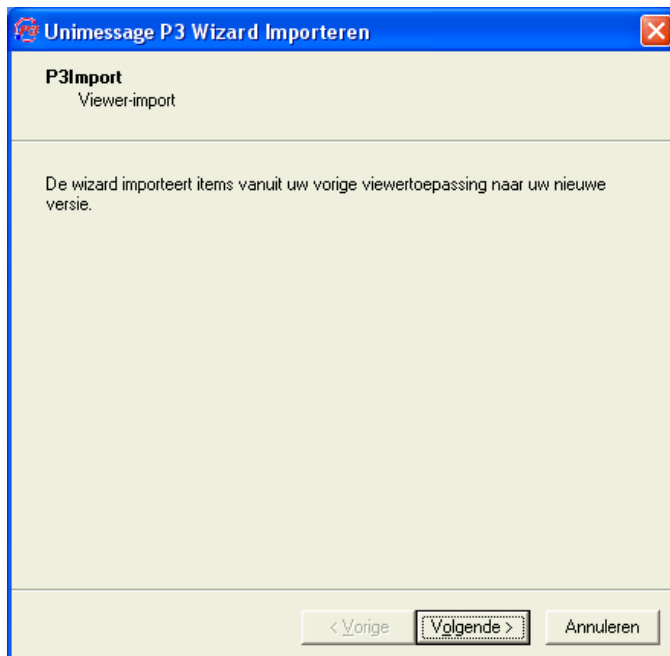 Unimessage P3 Wizard Importeren
P3Import
Viewer-import
De wizard importeert items vanuit uw vorige viewertoepassing naar uw nieuwe
versie.
< Vorige
Volgende >
Annuleren